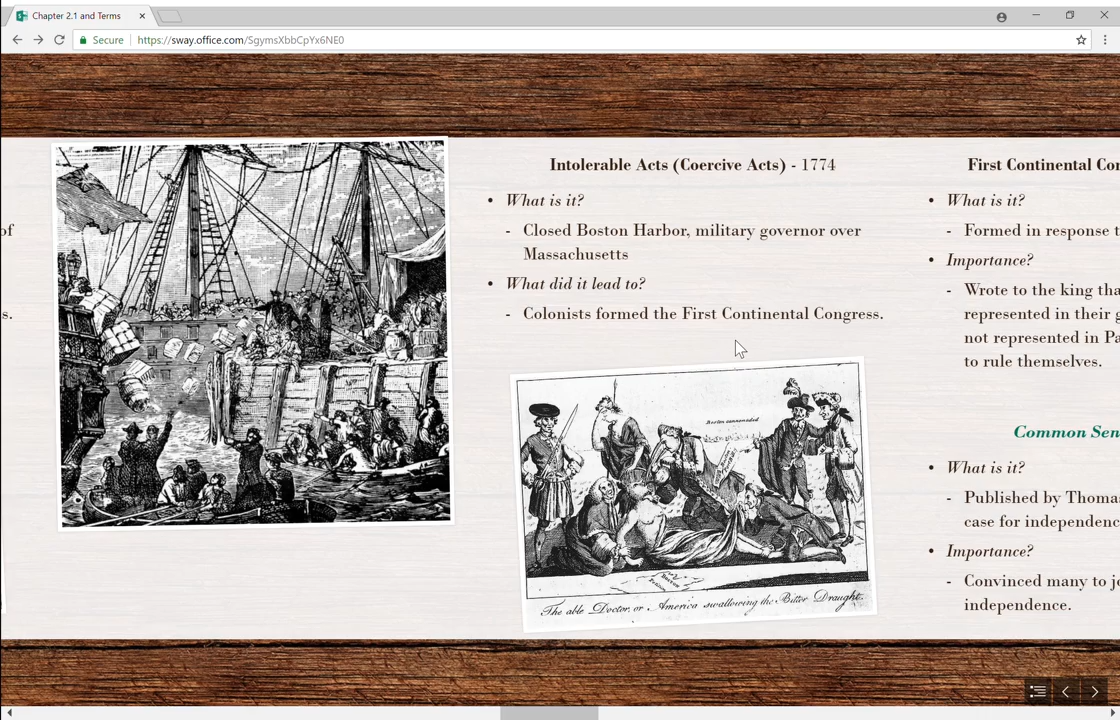 Chapter 2.1 and Terms
Secure
https://sway.office.com/SgymsXbbCpYx6NE0
of
s.
Intolerable Acts (Coercive Acts) - 1774
• What is it?
- Closed Boston Harbor, military governor over
Massachusetts
• What did it lead to?
- Colonists formed the First Continental Congress.
Boston cannonaded
The able Doctor, or America swallowing the Bitter Draught.
First Continental Con
• What is it?
- Formed in response t
• Importance?
- Wrote to the king tha
represented in their g
not represented in Pa
to rule themselves.
Common Sen
• What is it?
- Published by Thoma
case for independenc
• Importance?
- Convinced many to jo
independence.